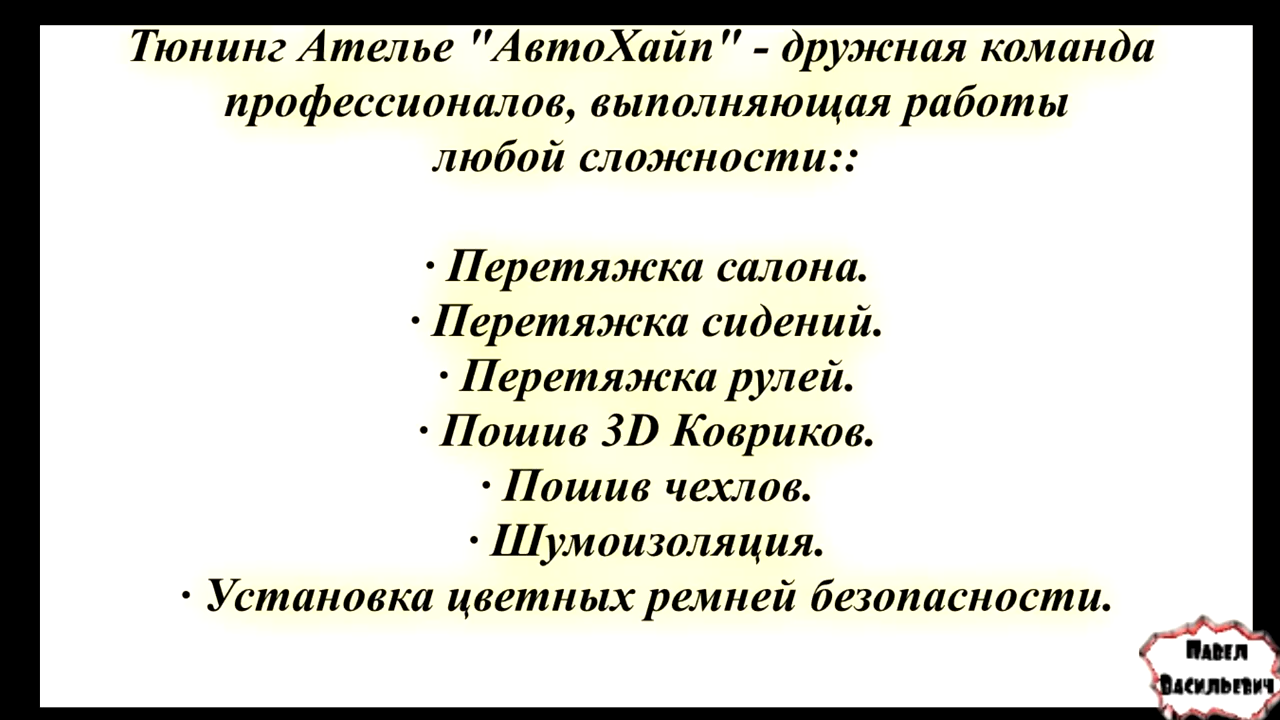 Тюнинг Ателье "АвтоХайп" - дружная команда
профессионалов, выполняющая работы
любой сложности::
· Перетяжка салона.
· Перетяжка сидений.
· Перетяжка рулей.
· Пошив 3D Ковриков.
· Пошив чехлов.
· Шумоизоляция.
· Установка цветных ремней безопасности.
Павел
Васильевич